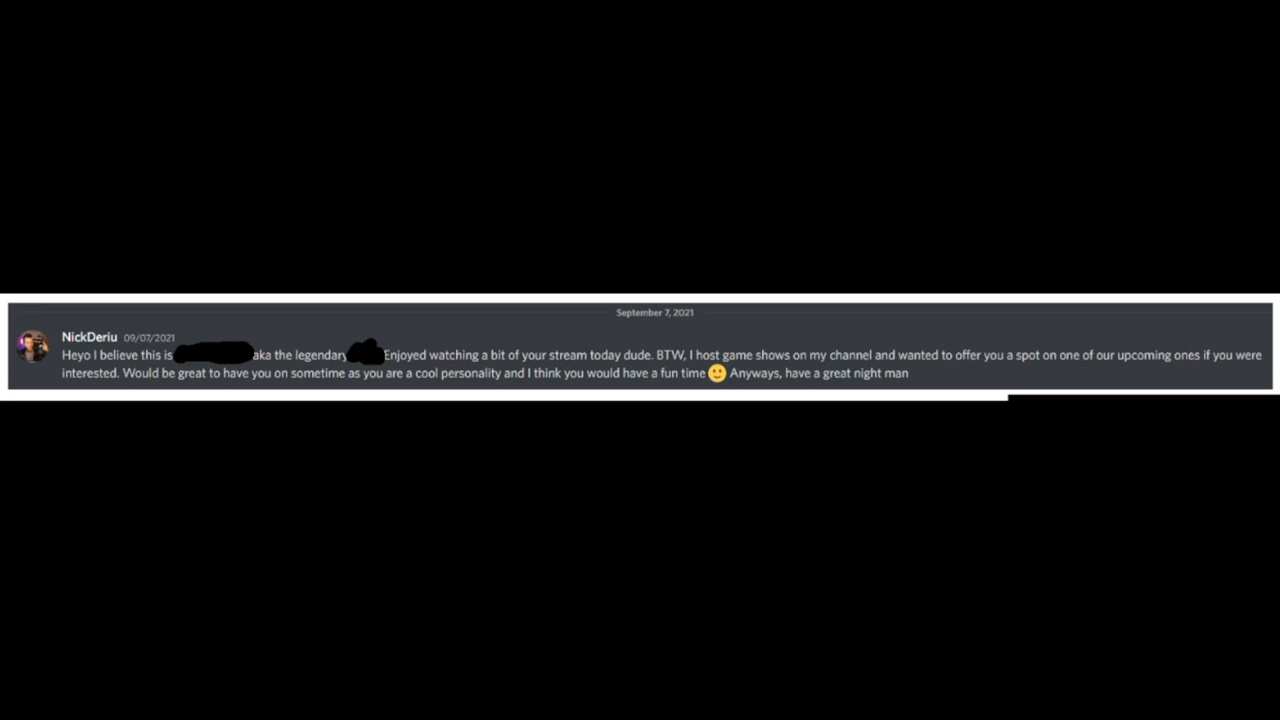 September 7, 2021
NickDeriu 09/07/2021
Heyo I believe this is aka the legendary Enjoyed watching a bit of your stream today dude. BTW, I host game shows on my channel and wanted to offer you a spot on one of our upcoming ones if you were
interested. Would be great to have you on sometime as you are a cool personality and I think you would have a fun time 🙂 Anyways, have a great night man